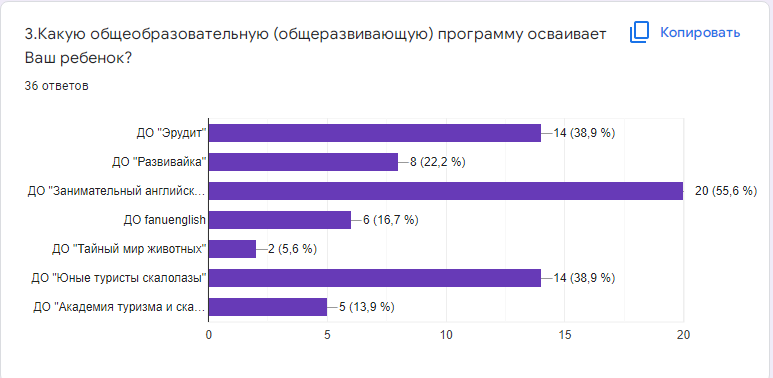 3.Какую общеобразовательную (общеразвивающую) программу осваивает
Ваш ребенок?
Копировать
36 ответов
ДО "Эрудит" 14 (38,9 %)
ДО "Развивайка" 8 (22,2 %)
ДО "Занимательный английск... 20 (55,6 %)
ДО fanuenglish 6 (16,7 %)
ДО "Тайный мир животных" 2 (5,6 %)
ДО "Юные туристы скалолазы" 14 (38,9 %)
ДО "Академия туризма и ска... 5 (13,9 %)
0 5 10 15 20